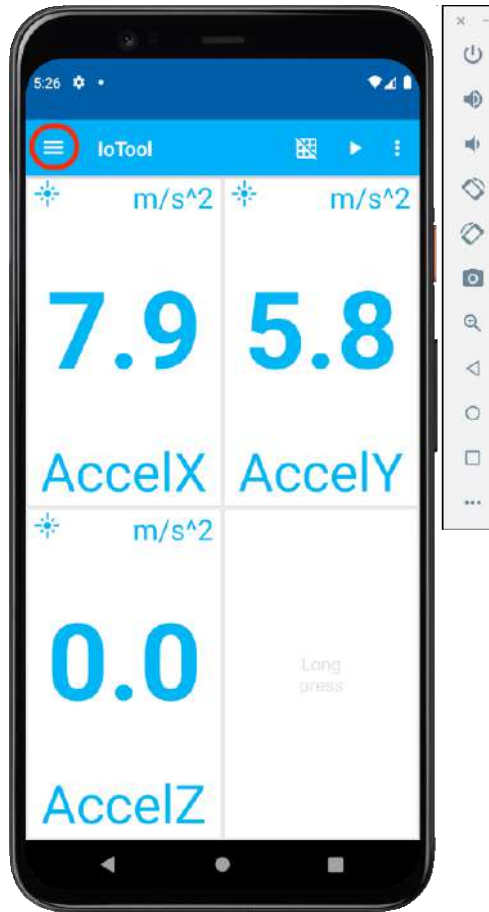 5:26
IoTool
m/s^2
7.9
AccelX
m/s^2
5.8
AccelY
m/s^2
0.0
AccelZ
Long
press